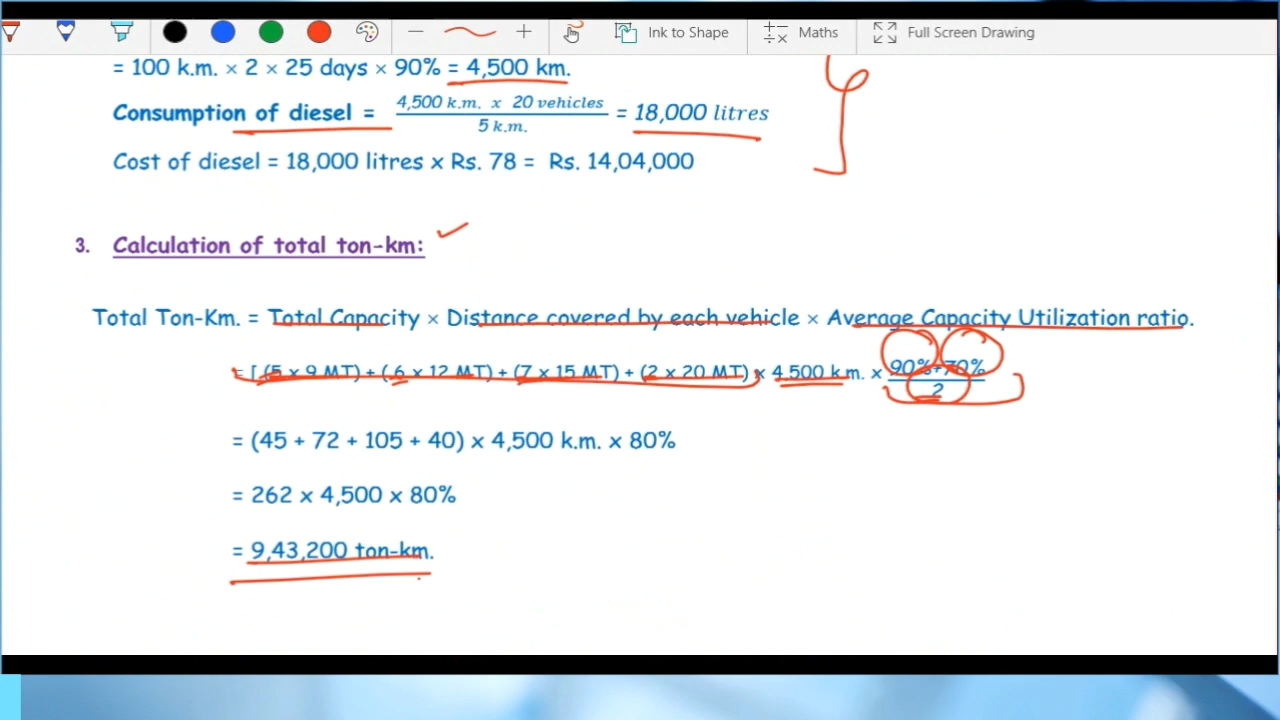 Ink to Shape Maths Full Screen Drawing
= 100 k.m. × 2 × 25 days × 90% = 4,500 km.
Consumption of diesel = 4,500 k.m. x 20 vehicles / 5 k.m. = 18,000 litres
Cost of diesel = 18,000 litres x Rs. 78 = Rs. 14,04,000
3. Calculation of total ton-km:
Total Ton-Km. = Total Capacity × Distance covered by each vehicle × Average Capacity Utilization ratio.
= [ (5 x 9 MT) + ( 6 x 12 MT) + (7 x 15 MT) + (2 x 20 MT) x 4,500 k.m. × 90%+70% / 2
= (45 + 72 + 105 + 40) x 4,500 k.m. x 80%
= 262 x 4,500 x 80%
= 9,43,200 ton-km.